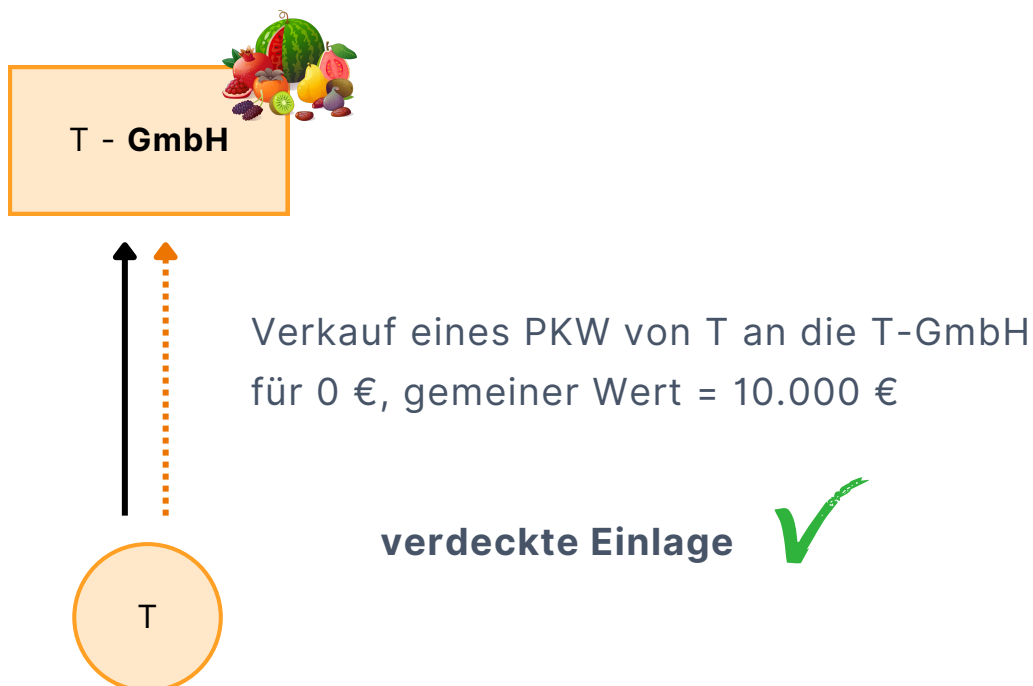 T - GmbH
Verkauf eines PKW von T an die T-GmbH
für 0 €, gemeiner Wert = 10.000 €
verdeckte Einlage
T